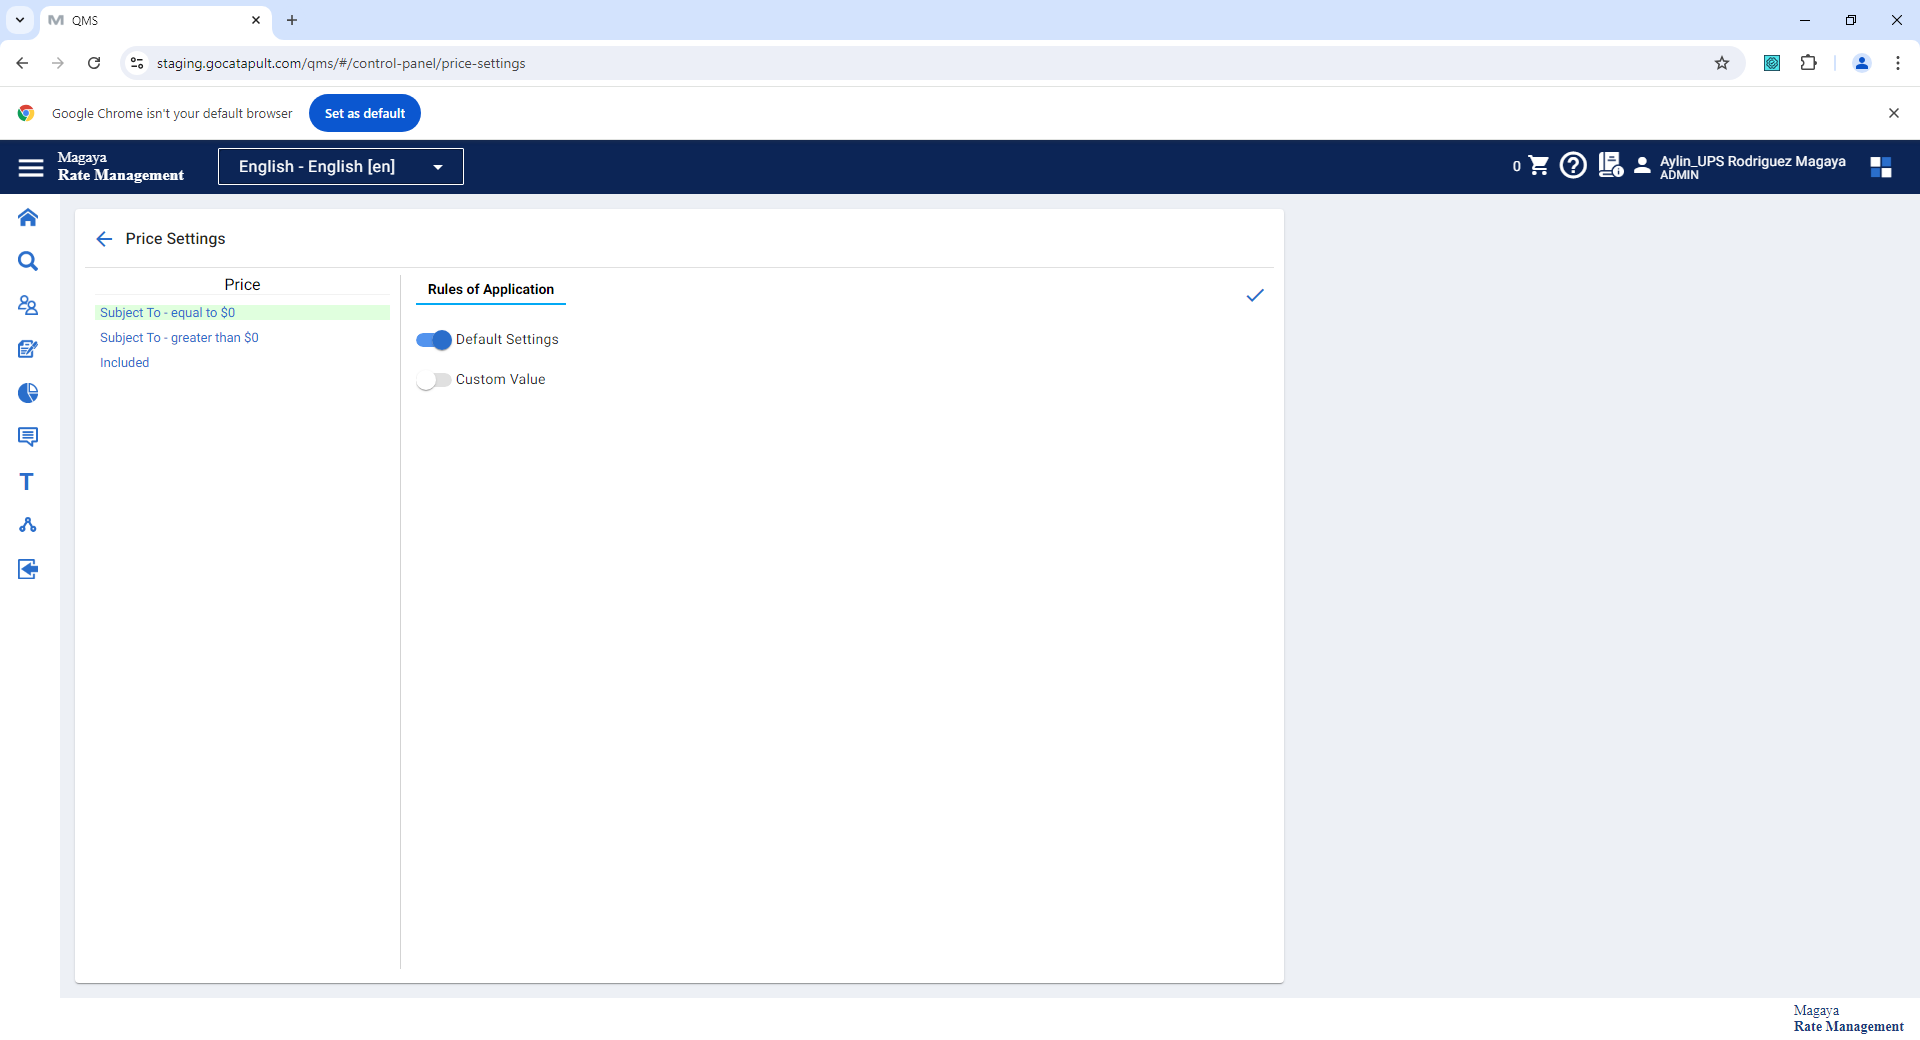 QMS
staging.gocatapult.com/qms/#/control-panel/price-settings
Google Chrome isn't your default browser
Set as default
Magaya
Rate Management
English - English [en]
0
Aylin_UPS Rodriguez Magaya
ADMIN
Price Settings
Price
Subject To - equal to $0
Subject To - greater than $0
Included
Rules of Application
Default Settings
Custom Value
T
Magaya
Rate Management